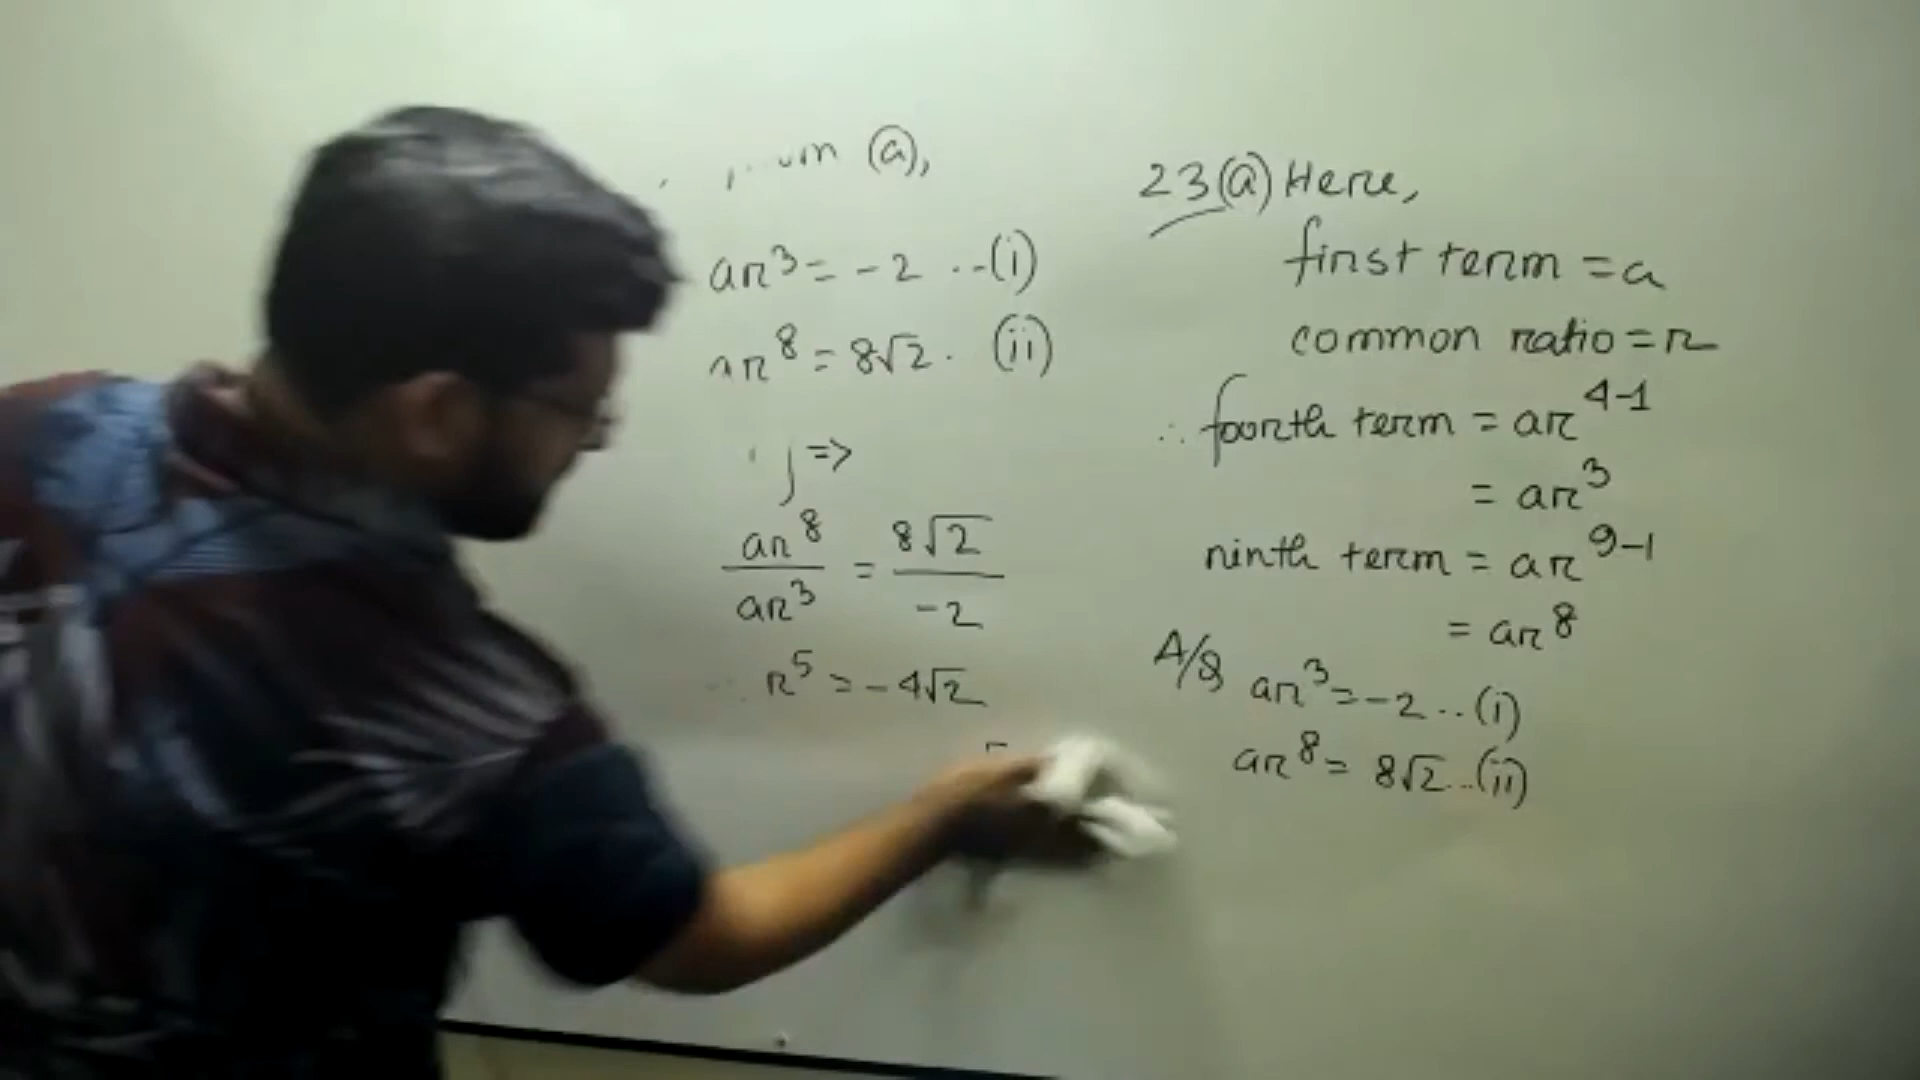 (a),
ar³ = -2 ..(i)
r⁸ = 8√2 . (ii)
=>
ar⁸/ar³ = 8√2/-2
r⁵ = -4√2
23(a) Here,
first term = a
common ratio = r
∴ fourth term = ar⁴⁻¹
= ar³
ninth term = ar⁹⁻¹
= ar⁸
A/Q ar³ = -2 ..(i)
ar⁸ = 8√2 ..(ii)